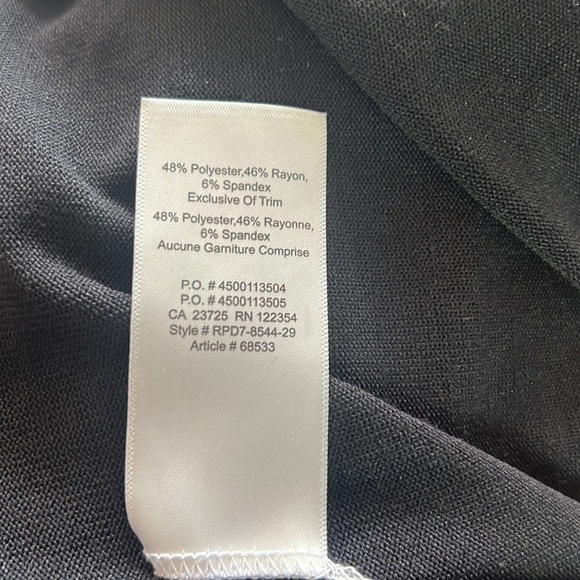 48% Polyester,46% Rayon,
6% Spandex
Exclusive Of Trim
48% Polyester,46% Rayonne,
6% Spandex
Aucune Garniture Comprise
P.O. # 4500113504
P.O. # 4500113505
CA 23725 RN 122354
Style # RPD7-8544-29
Article # 68533